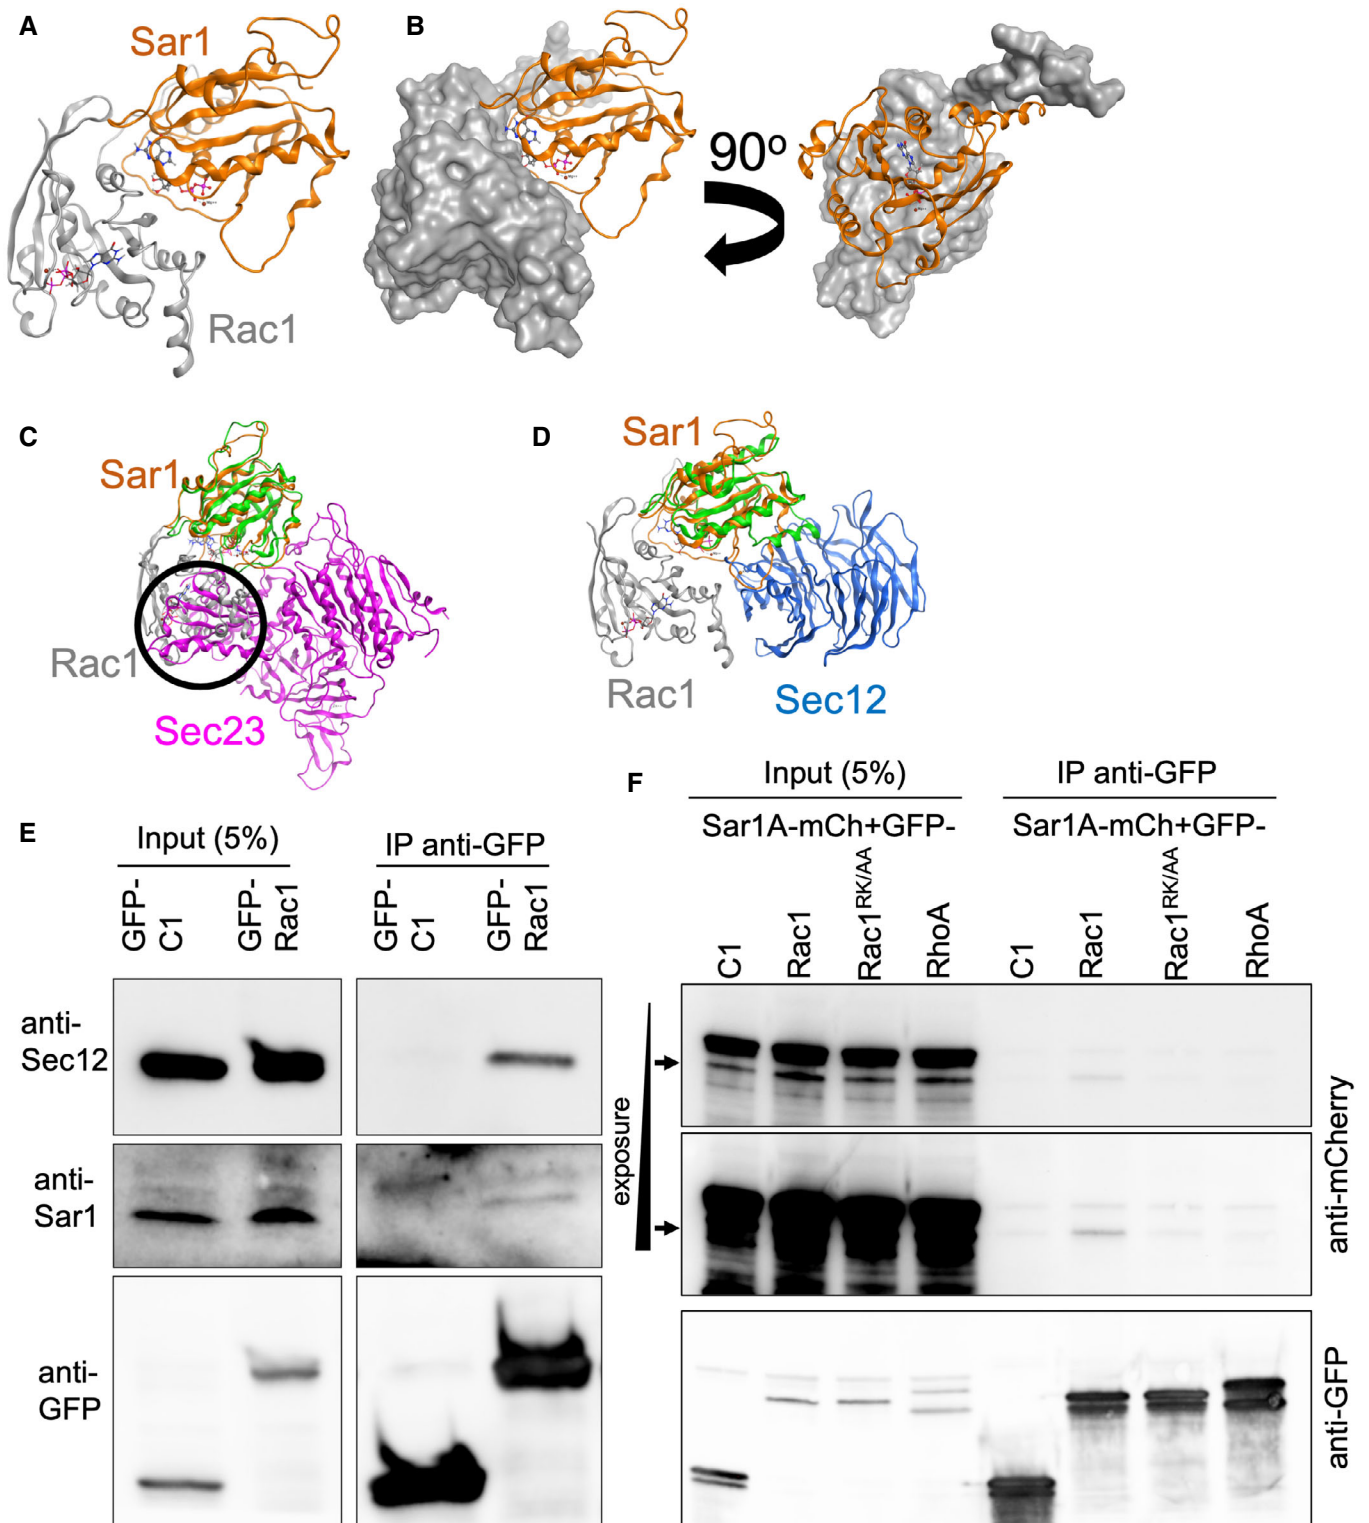 A
Sar1
Rac1
B
90º
C
Sar1
Rac1
Sec23
D
Sar1
Rac1
Sec12
E
Input (5%)
IP anti-GFP
GFP-
C1
GFP-
Rac1
GFP-
C1
GFP-
Rac1
anti-
Sec12
anti-
Sar1
anti-
GFP
F
Input (5%)
IP anti-GFP
Sar1A-mCh+GFP-
Sar1A-mCh+GFP-
C1
Rac1
Rac1RK/AA
RhoA
C1
Rac1
Rac1RK/AA
RhoA
exposure
anti-mCherry
anti-GFP